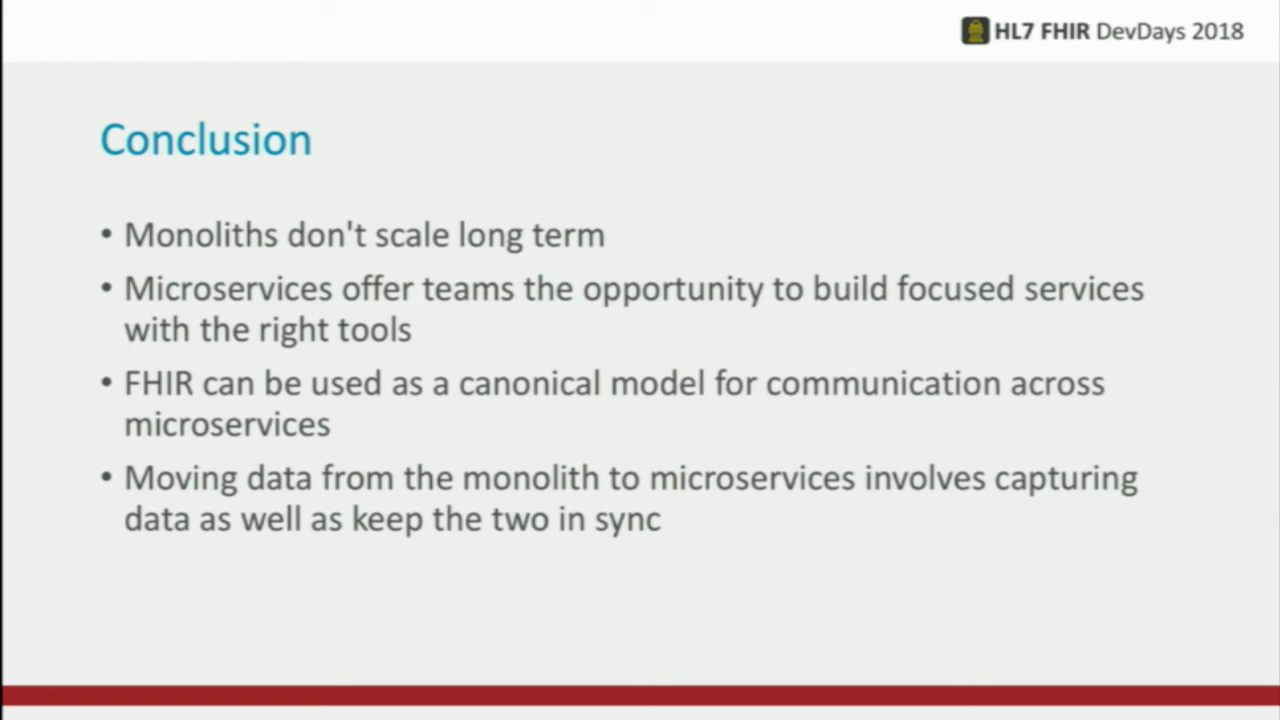 HL7 FHIR DevDays 2018
Conclusion
• Monoliths don't scale long term
• Microservices offer teams the opportunity to build focused services
with the right tools
• FHIR can be used as a canonical model for communication across
microservices
• Moving data from the monolith to microservices involves capturing
data as well as keep the two in sync